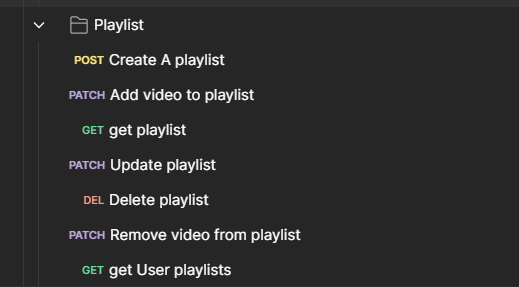 Playlist
POST Create A playlist
PATCH Add video to playlist
GET get playlist
PATCH Update playlist
DEL Delete playlist
PATCH Remove video from playlist
GET get User playlists